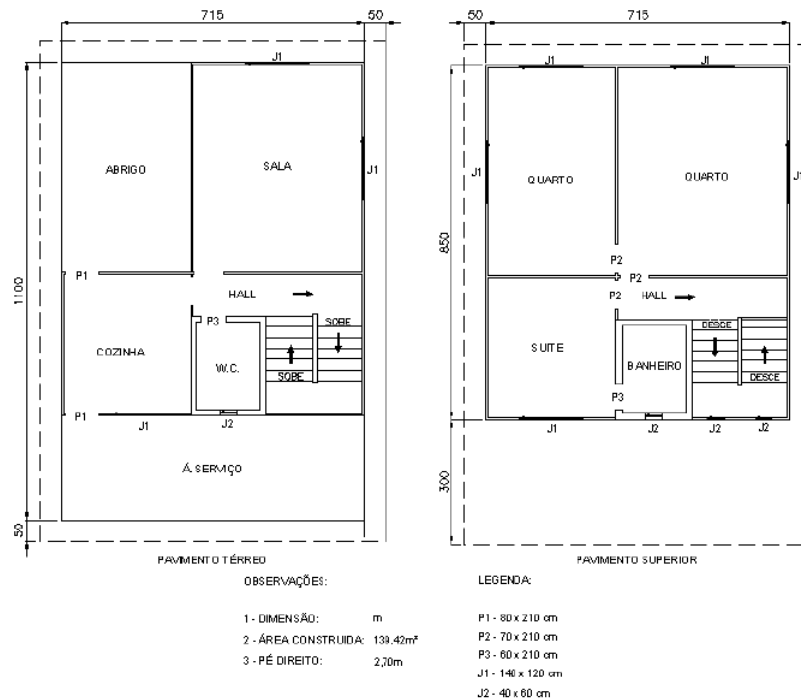 715
50
50
715
J1
J1
J1
ABRIGO
SALA
J1
J1
QUARTO
QUARTO
J1
1100
850
P1
P2
P2
P2
HALL
HALL
P3
SOBE
DESCE
COZINHA
W.C.
SOBE
SUITE
BANHEIRO
DESCE
P3
P1
J1
J2
J1
J2
J2
J2
Á.SERVIÇO
300
50
PAVIMENTO TÉRREO
PAVIMENTO SUPERIOR
OBSERVAÇÕES:
1 - DIMENSÃO: m
2 - ÁREA CONSTRUIDA: 139,42m²
3 - PÉ DIREITO: 2,70m
LEGENDA:
P1 - 80 x 210 cm
P2 - 70 x 210 cm
P3 - 60 x 210 cm
J1 - 140 x 120 cm
J2 - 40 x 60 cm